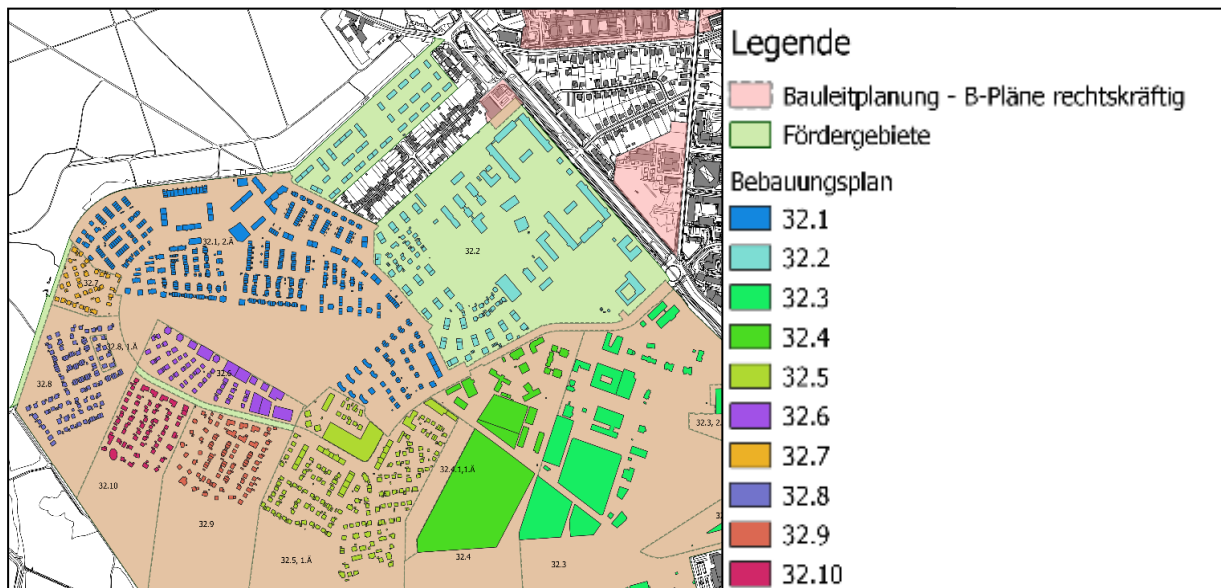 Legende
Bauleitplanung - B-Pläne rechtskräftig
Fördergebiete
Bebauungsplan
32.1
32.2
32.3
32.4
32.5
32.6
32.7
32.8
32.9
32.10
32.1, 2.Ä
32.2
32.7
32.8, 1.Ä
32.8
32.6
32.3, 2.
32.4.1,1.Ä
32.10
32.9
32.5, 1.Ä
32.4
32.3